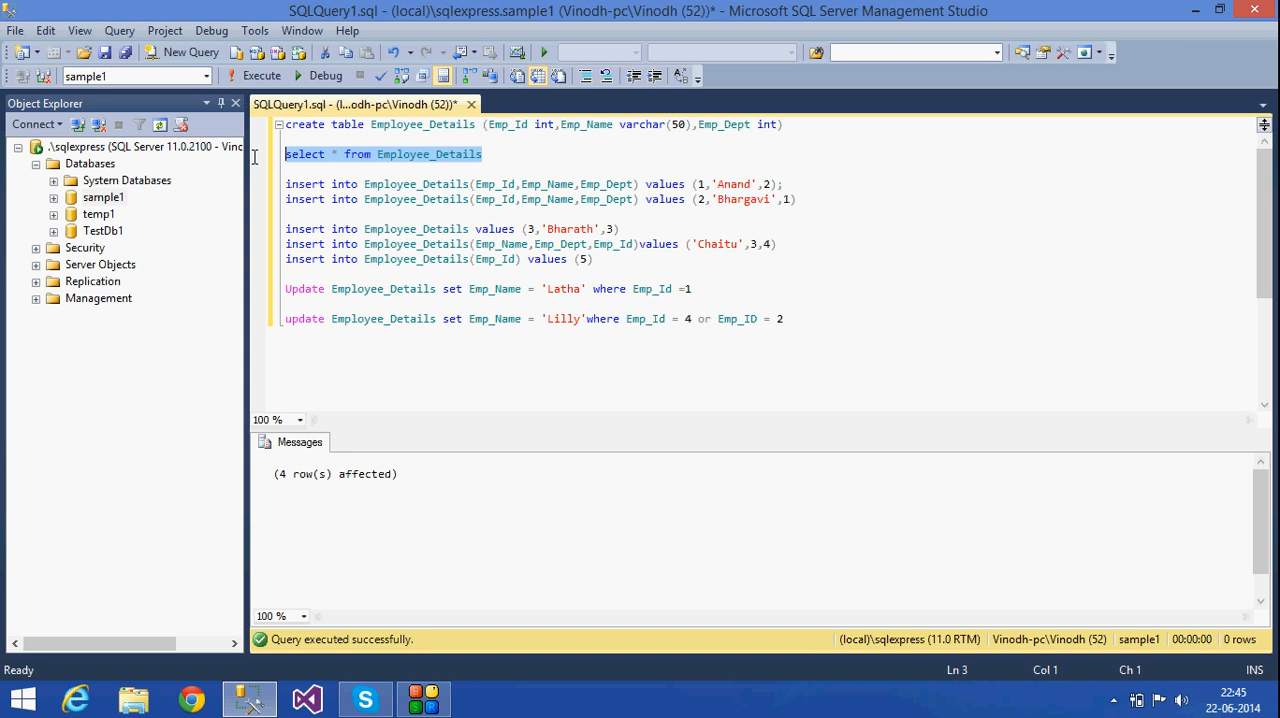 SQLQuery1.sql - (local)\sqlexpress.sample1 (Vinodh-pc\Vinodh (52))* - Microsoft SQL Server Management Studio
File Edit View Query Project Debug Tools Window Help
New Query
sample1 Execute Debug
Object Explorer
SQLQuery1.sql - (l...odh-pc\Vinodh (52))*
Connect
.\sqlexpress (SQL Server 11.0.2100 - Vinc
Databases
System Databases
sample1
temp1
TestDb1
Security
Server Objects
Replication
Management
create table Employee_Details (Emp_Id int,Emp_Name varchar(50),Emp_Dept int)
select * from Employee_Details
insert into Employee_Details(Emp_Id,Emp_Name,Emp_Dept) values (1,'Anand',2);
insert into Employee_Details(Emp_Id,Emp_Name,Emp_Dept) values (2,'Bhargavi',1)
insert into Employee_Details values (3,'Bharath',3)
insert into Employee_Details(Emp_Name,Emp_Dept,Emp_Id)values ('Chaitu',3,4)
insert into Employee_Details(Emp_Id) values (5)
Update Employee_Details set Emp_Name = 'Latha' where Emp_Id =1
update Employee_Details set Emp_Name = 'Lilly'where Emp_Id = 4 or Emp_ID = 2
100 %
Messages
(4 row(s) affected)
100 %
Query executed successfully. (local)\sqlexpress (11.0 RTM) Vinodh-pc\Vinodh (52) sample1 00:00:00 0 rows
Ready Ln 3 Col 1 Ch 1 INS
22:45
22-06-2014